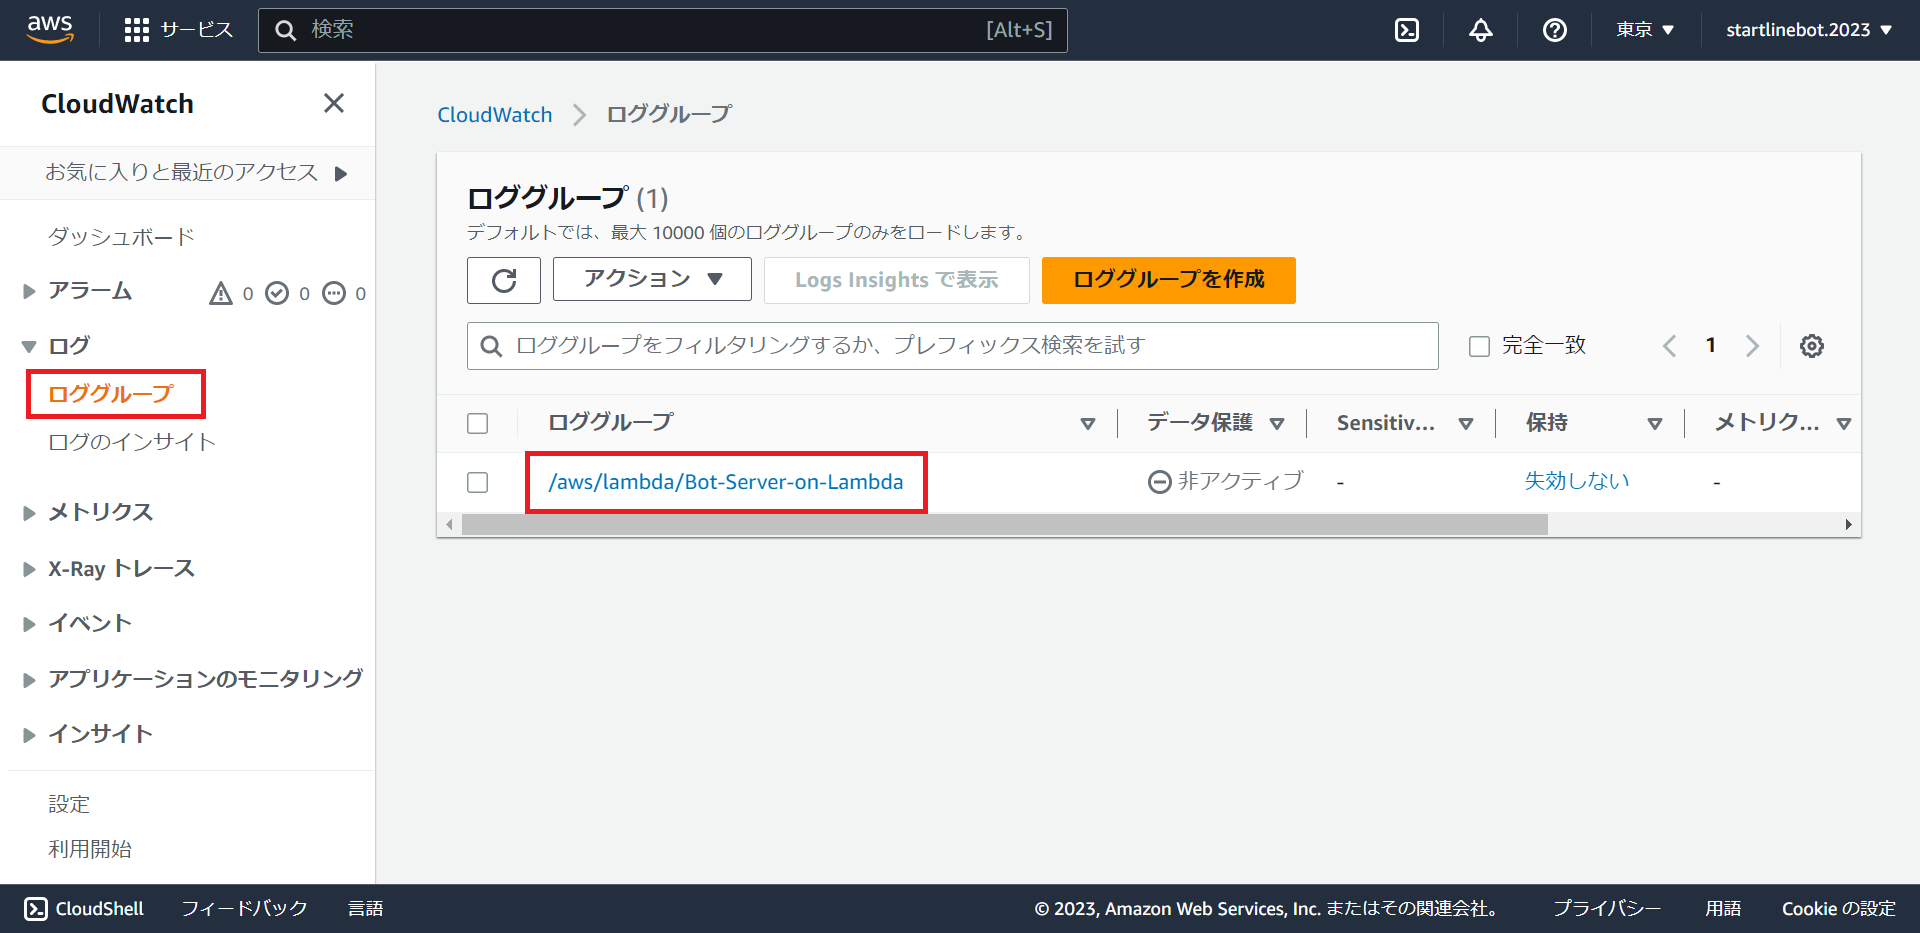 aws サービス 検索 [Alt+S] 東京 startlinebot.2023
CloudWatch
お気に入りと最近のアクセス
ダッシュボード
アラーム 0 0 0
ログ
ロググループ
ログのインサイト
メトリクス
X-Ray トレース
イベント
アプリケーションのモニタリング
インサイト
設定
利用開始
CloudWatch ロググループ
ロググループ (1)
デフォルトでは、最大 10000 個のロググループのみをロードします。
アクション Logs Insights で表示 ロググループを作成
ロググループをフィルタリングするか、プレフィックス検索を試す 完全一致 1
ロググループ データ保護 Sensitiv... 保持 メトリク...
/aws/lambda/Bot-Server-on-Lambda 非アクティブ - 失効しない -
CloudShell フィードバック 言語 © 2023, Amazon Web Services, Inc. またはその関連会社。 プライバシー 用語 Cookie の設定